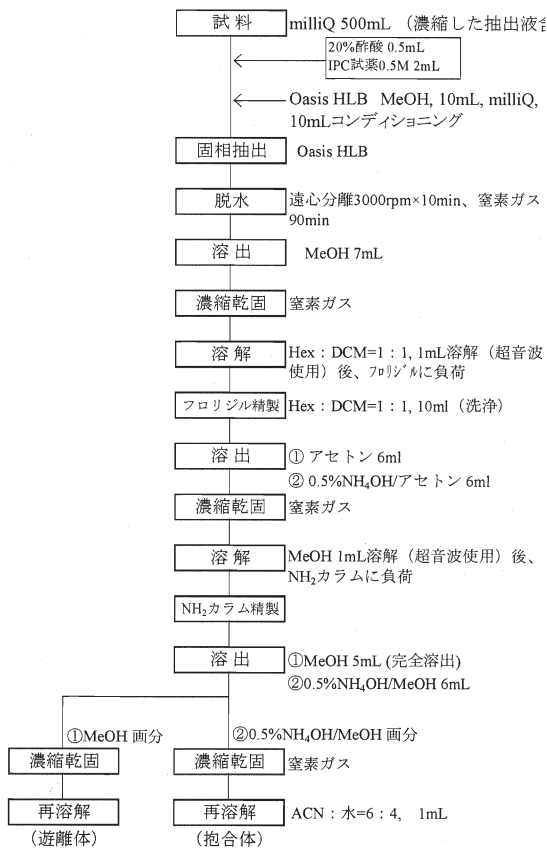 試料 milliQ 500mL （濃縮した抽出液含
20%酢酸 0.5mL
IPC試薬0.5M 2mL
Oasis HLB MeOH, 10mL, milliQ,
10mLコンディショニング
固相抽出 Oasis HLB
脱水 遠心分離3000rpm×10min、窒素ガス
90min
溶出 MeOH 7mL
濃縮乾固 窒素ガス
溶解 Hex：DCM=1：1, 1mL溶解（超音波
使用）後、ﾌﾛﾘｼﾞﾙに負荷
フロリジル精製 Hex：DCM=1：1, 10ml（洗浄）
溶出 ① アセトン 6ml
② 0.5%NH₄OH/アセトン 6ml
濃縮乾固 窒素ガス
溶解 MeOH 1mL溶解（超音波使用）後、
NH₂カラムに負荷
NH₂カラム精製
溶出 ①MeOH 5mL (完全溶出)
②0.5%NH₄OH/MeOH 6mL
①MeOH 画分 ②0.5%NH₄OH/MeOH 画分
濃縮乾固 濃縮乾固 窒素ガス
再溶解 再溶解 ACN：水=6：4, 1mL
(遊離体) (抱合体)